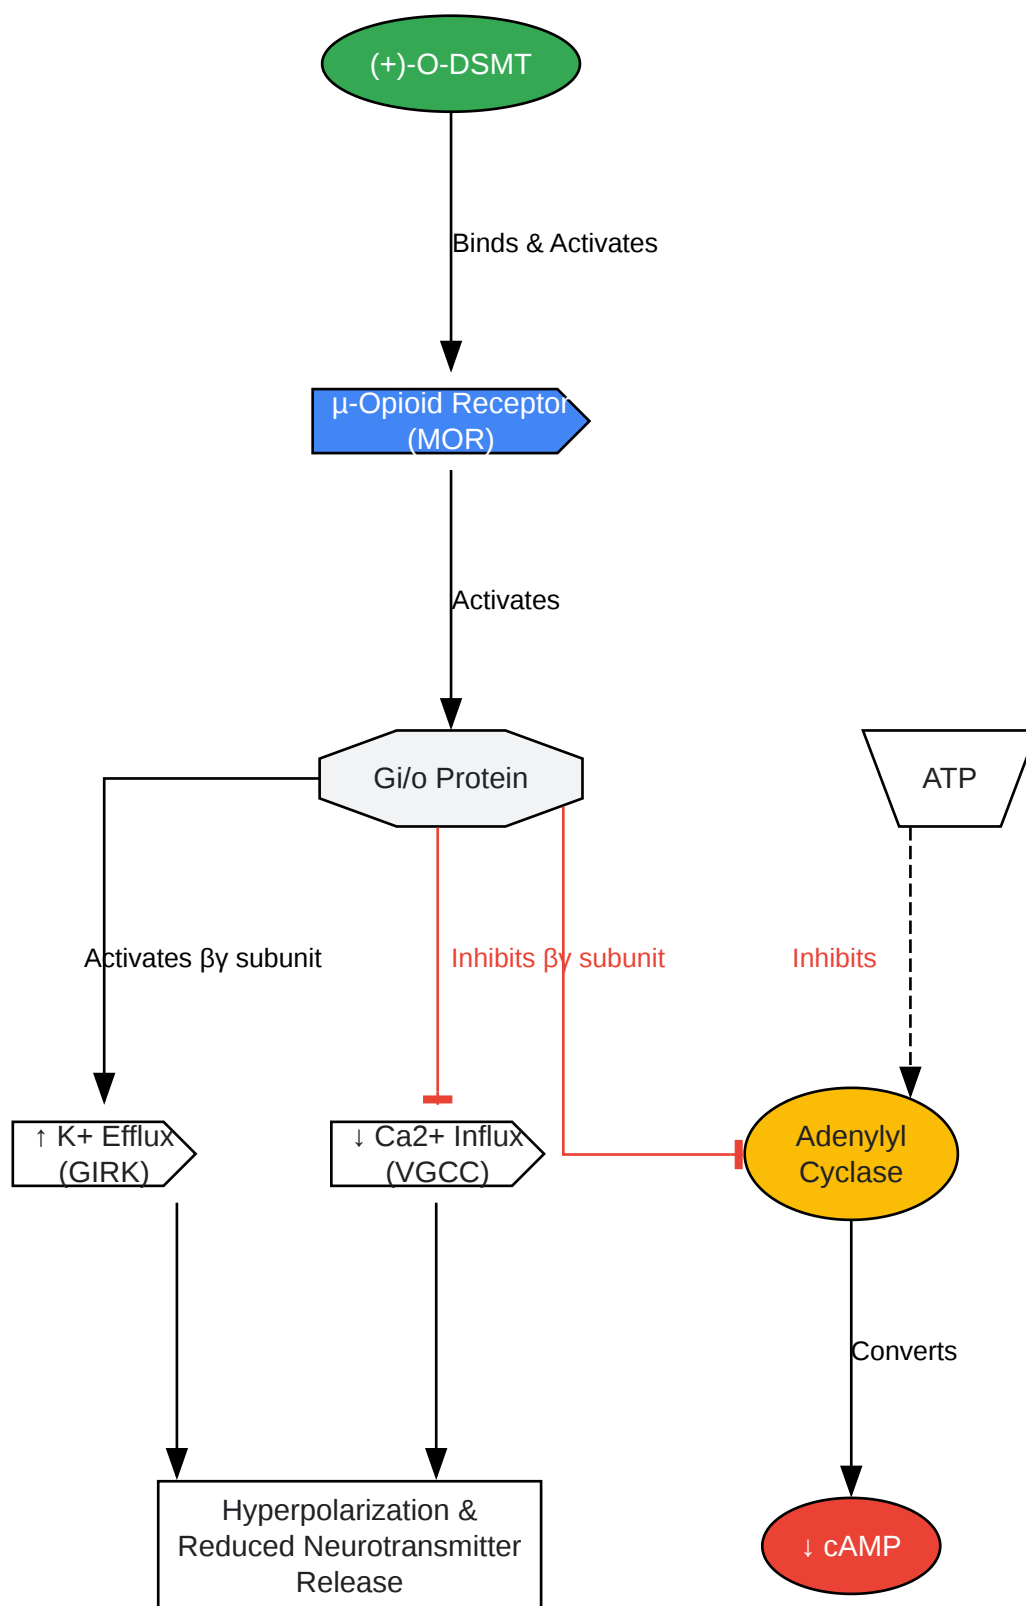 (+)-O-DSMT
Binds & Activates
µ-Opioid Receptor
(MOR)
Activates
Gi/o Protein
ATP
Activates βγ subunit
Inhibits βγ subunit
Inhibits
↑ K+ Efflux
(GIRK)
↓ Ca2+ Influx
(VGCC)
Adenylyl
Cyclase
Converts
Hyperpolarization &
Reduced Neurotransmitter
Release
↓ cAMP